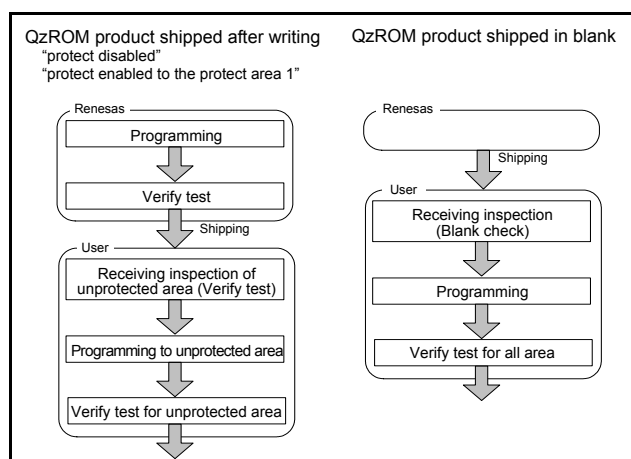 QzROM product shipped after writing
"protect disabled"
"protect enabled to the protect area 1"
Renesas
Programming
Verify test
Shipping
User
Receiving inspection of
unprotected area (Verify test)
Programming to unprotected area
Verify test for unprotected area
QzROM product shipped in blank
Renesas
Shipping
User
Receiving inspection
(Blank check)
Programming
Verify test for all area